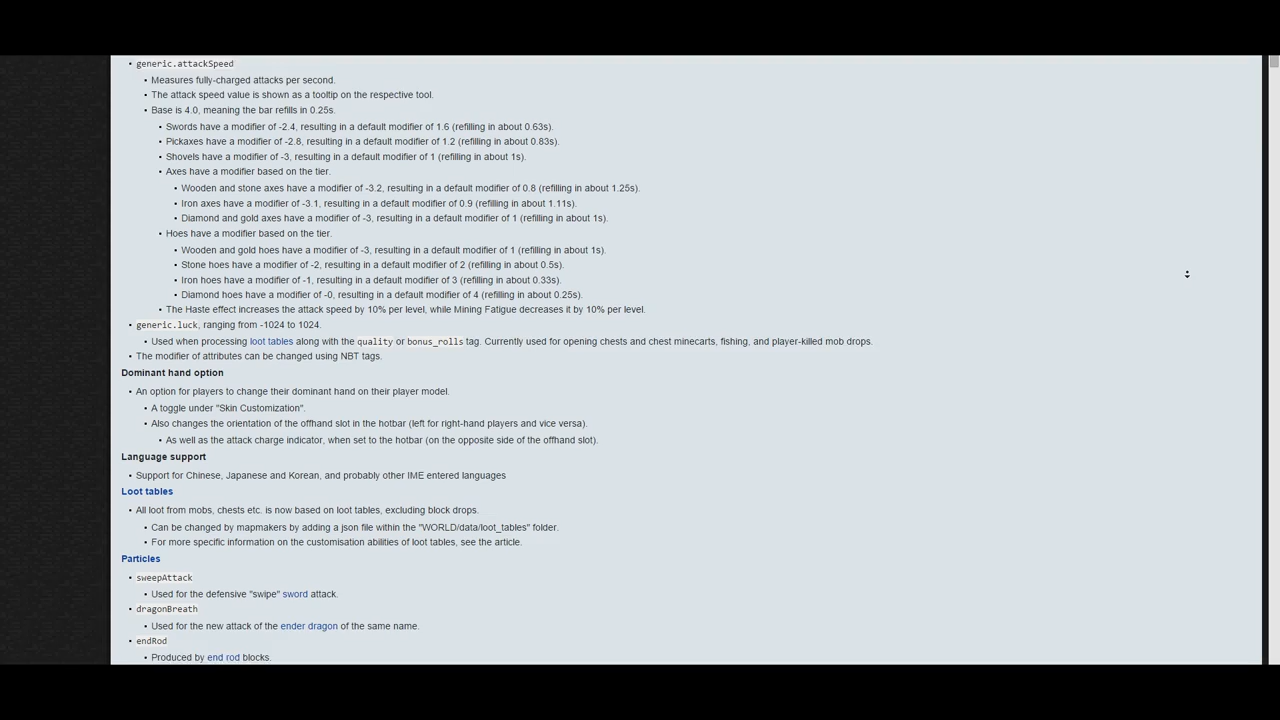 • generic.attackSpeed
• Measures fully-charged attacks per second.
• The attack speed value is shown as a tooltip on the respective tool.
• Base is 4.0, meaning the bar refills in 0.25s.
• Swords have a modifier of -2.4, resulting in a default modifier of 1.6 (refilling in about 0.63s).
• Pickaxes have a modifier of -2.8, resulting in a default modifier of 1.2 (refilling in about 0.83s).
• Shovels have a modifier of -3, resulting in a default modifier of 1 (refilling in about 1s).
• Axes have a modifier based on the tier.
• Wooden and stone axes have a modifier of -3.2, resulting in a default modifier of 0.8 (refilling in about 1.25s).
• Iron axes have a modifier of -3.1, resulting in a default modifier of 0.9 (refilling in about 1.11s).
• Diamond and gold axes have a modifier of -3, resulting in a default modifier of 1 (refilling in about 1s).
• Hoes have a modifier based on the tier.
• Wooden and gold hoes have a modifier of -3, resulting in a default modifier of 1 (refilling in about 1s).
• Stone hoes have a modifier of -2, resulting in a default modifier of 2 (refilling in about 0.5s).
• Iron hoes have a modifier of -1, resulting in a default modifier of 3 (refilling in about 0.33s).
• Diamond hoes have a modifier of -0, resulting in a default modifier of 4 (refilling in about 0.25s).
• The Haste effect increases the attack speed by 10% per level, while Mining Fatigue decreases it by 10% per level.
• generic.luck, ranging from -1024 to 1024.
• Used when processing loot tables along with the quality or bonus_rolls tag. Currently used for opening chests and chest minecarts, fishing, and player-killed mob drops.
• The modifier of attributes can be changed using NBT tags.
Dominant hand option
• An option for players to change their dominant hand on their player model.
• A toggle under "Skin Customization".
• Also changes the orientation of the offhand slot in the hotbar (left for right-hand players and vice versa).
• As well as the attack charge indicator, when set to the hotbar (on the opposite side of the offhand slot).
Language support
• Support for Chinese, Japanese and Korean, and probably other IME entered languages
Loot tables
• All loot from mobs, chests etc. is now based on loot tables, excluding block drops.
• Can be changed by mapmakers by adding a json file within the "WORLD/data/loot_tables" folder.
• For more specific information on the customisation abilities of loot tables, see the article.
Particles
• sweepAttack
• Used for the defensive "swipe" sword attack.
• dragonBreath
• Used for the new attack of the ender dragon of the same name.
• endRod
• Produced by end rod blocks.